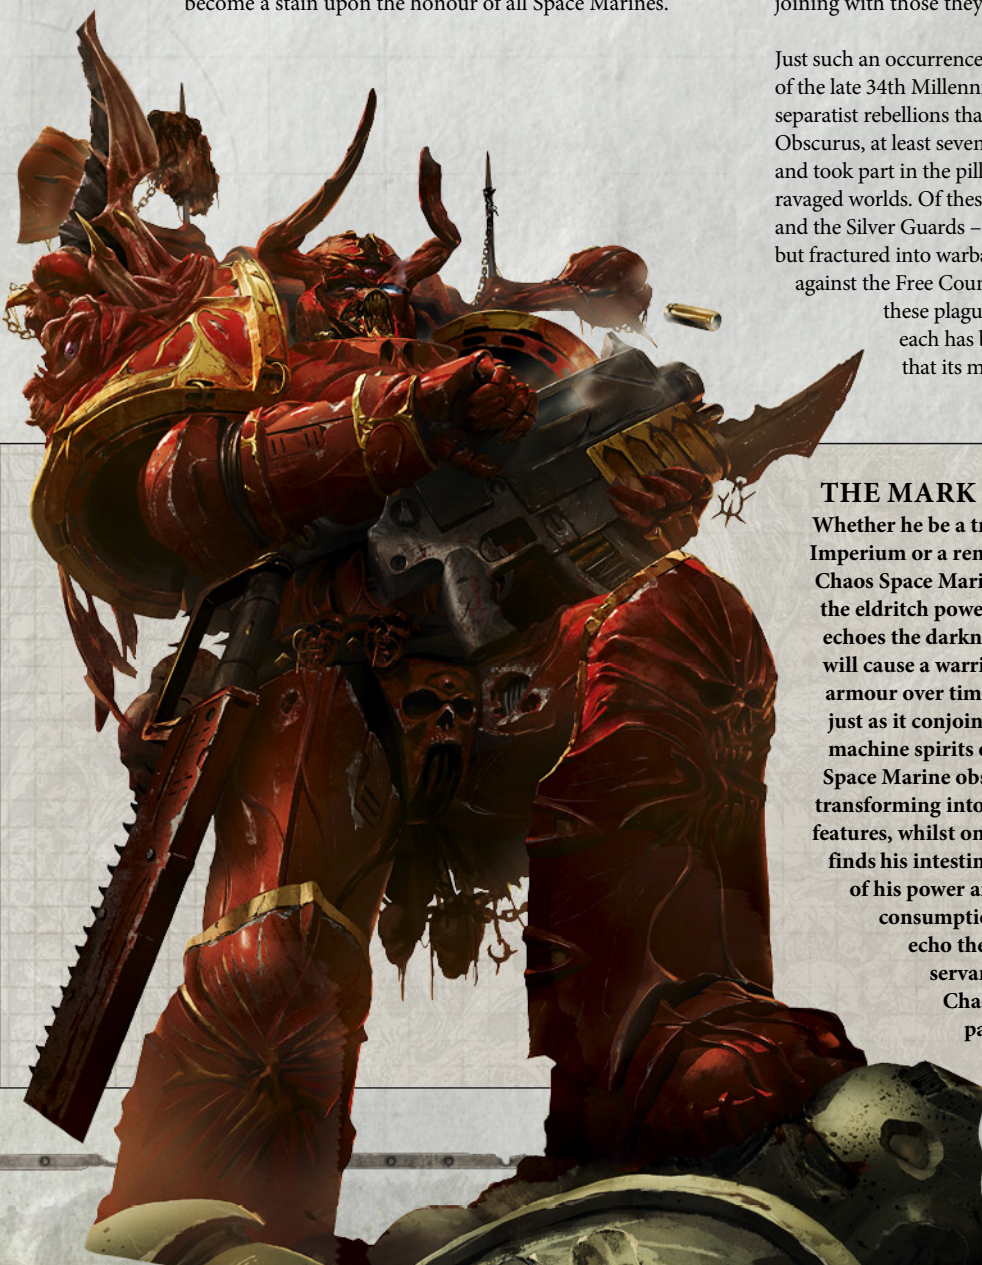 become a stain upon the honour of all Space Marines.
joining with those they
Just such an occurrence
of the late 34th Millenn
separatist rebellions tha
Obscurus, at least seven
and took part in the pill
ravaged worlds. Of thes
and the Silver Guards –
but fractured into warba
against the Free Cour
these plagu
each has b
that its m
THE MARK
Whether he be a tr
Imperium or a ren
Chaos Space Mari
the eldritch powe
echoes the darkn
will cause a warri
armour over tim
just as it conjoin
machine spirits o
Space Marine obs
transforming into
features, whilst on
finds his intestin
of his power a
consumptio
echo the
servan
Cha
pa